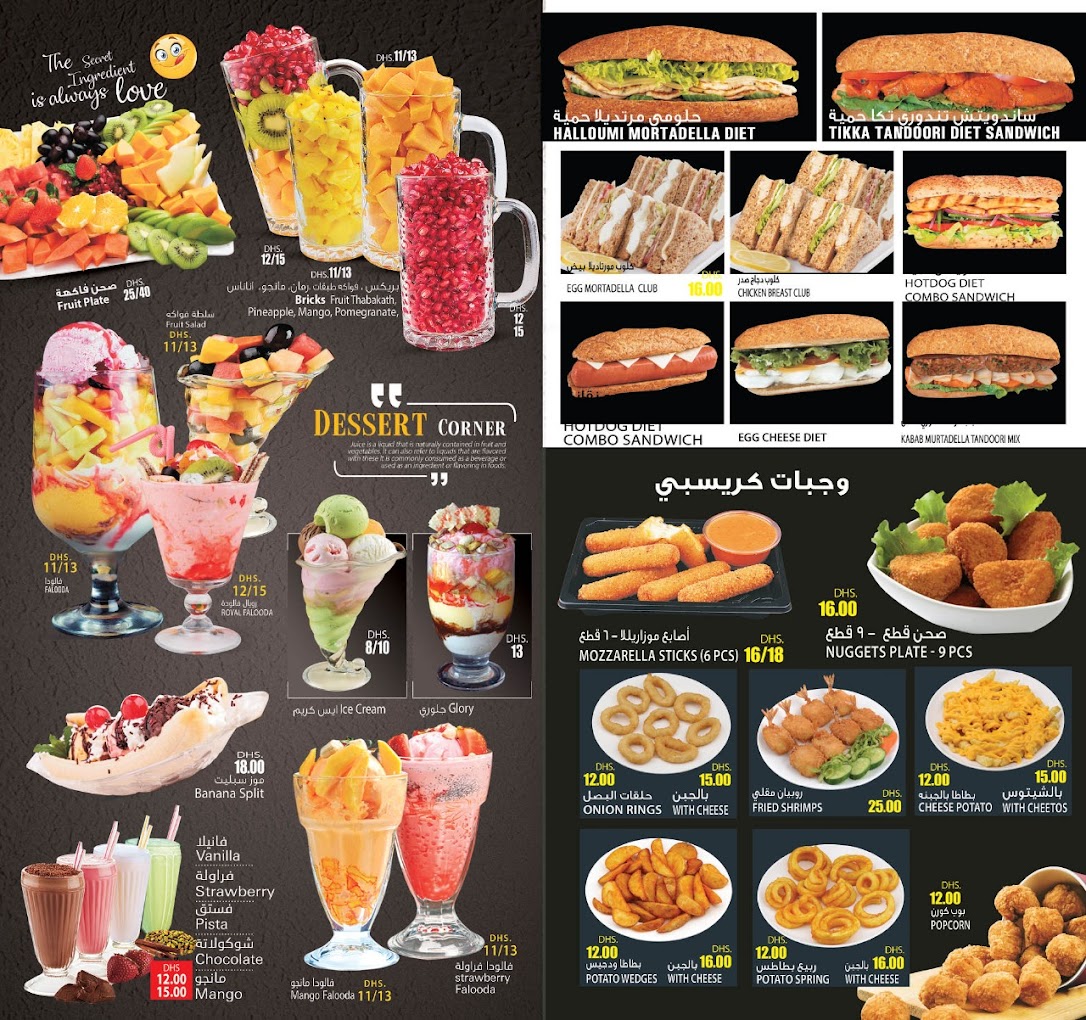 The Secret
Ingredient
is always love
DHS. 11/13
DHS.
12/15
DHS. 11/13
DHS.
12
15
صحن فاكهة
Fruit Plate
DHS.
25/40
بريكس ، فواكه طبقات ,رمان، مانجو، اناناس
Bricks Fruit Thabakath,
Pineapple, Mango, Pomegranate,
سلطة فواكه
Fruit Salad
DHS.
11/13
DESSERT CORNER
Juice is a liquid that is naturally contained in fruit and
vegetables. It can also refer to liquids that are flavored
with these It is commonly consumed as a beverage or
used as an ingredient or flavoring in foods.
DHS.
11/13
فالودا
FALOODA
DHS.
12/15
رويال فالودة
ROYAL FALOODA
DHS.
8/10
ايس كريم Ice Cream
DHS.
13
جلوري Glory
DHS.
18.00
موز سبليت
Banana Split
فانيلا
Vanilla
فراولة
Strawberry
فستق
Pista
شوكولاتة
Chocolate
مانجو
Mango
DHS
12.00
15.00
فالودا مانجو
Mango Falooda
DHS.
11/13
DHS.
11/13
فالودا فراولة
strawberry
Falooda
حلومي مرتديلا حمية
HALLOUMI MORTADELLA DIET
ساندويتش تندوري تكا حمية
TIKKA TANDOORI DIET SANDWICH
كلوب مورتاديلا بيض
EGG MORTADELLA CLUB
16.00
كلوب دجاج صدر
CHICKEN BREAST CLUB
HOTDOG DIET
COMBO SANDWICH
HOTDOG DIET
COMBO SANDWICH
EGG CHEESE DIET
KABAB MURTADELLA TANDOORI MIX
وجبات كريسبي
أصابع موزاريللا - ٦ قطع
MOZZARELLA STICKS (6 PCS)
DHS.
16/18
DHS.
16.00
صحن قطع - ٩ قطع
NUGGETS PLATE - 9 PCS
DHS.
12.00
حلقات البصل
ONION RINGS
DHS.
15.00
بالجبن
WITH CHEESE
روبيان مقلي
FRIED SHRIMPS
DHS.
25.00
DHS.
12.00
بطاطا بالجبنه
CHEESE POTATO
DHS.
15.00
بالشيتوس
WITH CHEETOS
DHS.
12.00
بطاطا ودجيس
POTATO WEDGES
DHS.
16.00
بالجبن
WITH CHEESE
DHS.
12.00
ربيع بطاطس
POTATO SPRING
DHS.
16.00
بالجبن
WITH CHEESE
DHS.
12.00
بوب كورن
POPCORN